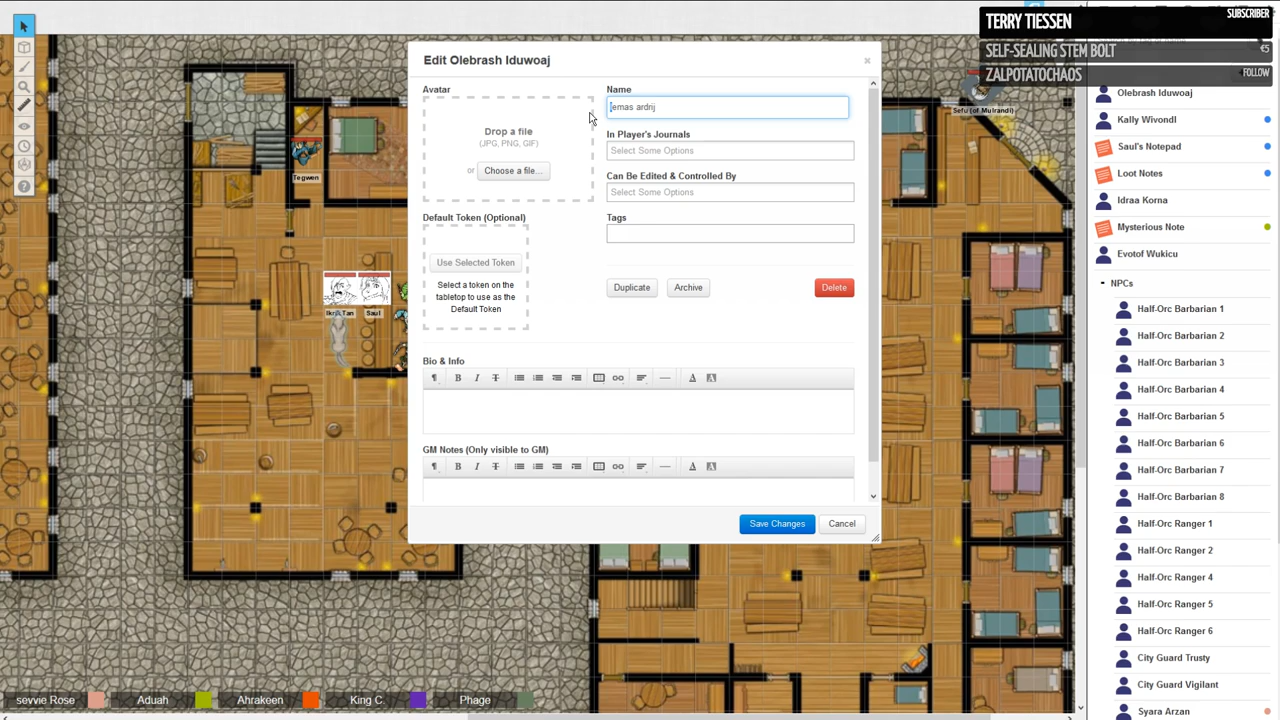 SUBSCRIBER
TERRY TIESSEN
SELF-SEALING STEM BOLT
€5
ZALPOTATOCHAOS
FOLLOW
Edit Olebrash Iduwoaj
×
Avatar
Drop a file
(JPG, PNG, GIF)
or Choose a file...
Name
emas ardrij
In Player's Journals
Select Some Options
Can Be Edited & Controlled By
Select Some Options
Default Token (Optional)
Tags
Use Selected Token
Select a token on the
tabletop to use as the
Default Token
Duplicate
Archive
Delete
Bio & Info
GM Notes (Only visible to GM)
Save Changes
Cancel
Tegwen
Saul
Sefu (of Mulrandi)
Olebrash Iduwoaj
Kally Wivondl
Saul's Notepad
Loot Notes
Idraa Korna
Mysterious Note
Evotof Wukicu
NPCs
Half-Orc Barbarian 1
Half-Orc Barbarian 2
Half-Orc Barbarian 3
Half-Orc Barbarian 4
Half-Orc Barbarian 5
Half-Orc Barbarian 6
Half-Orc Barbarian 7
Half-Orc Barbarian 8
Half-Orc Ranger 1
Half-Orc Ranger 2
Half-Orc Ranger 4
Half-Orc Ranger 5
Half-Orc Ranger 6
City Guard Trusty
City Guard Vigilant
Syara Arzan
sevvie Rose
Aduah
Ahrakeen
King C.
Phage